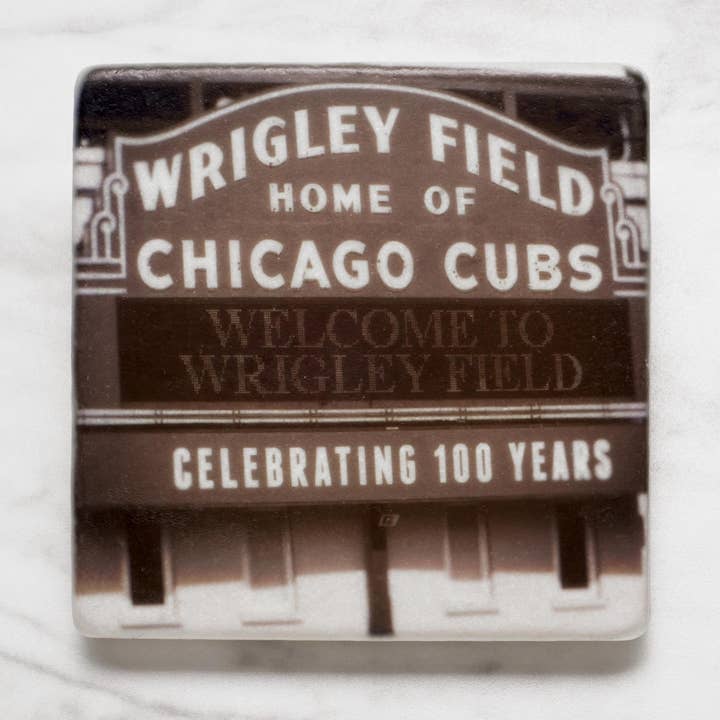 WRIGLEY FIELD
HOME OF
CHICAGO CUBS
WELCOME TO
WRIGLEY FIELD
CELEBRATING 100 YEARS